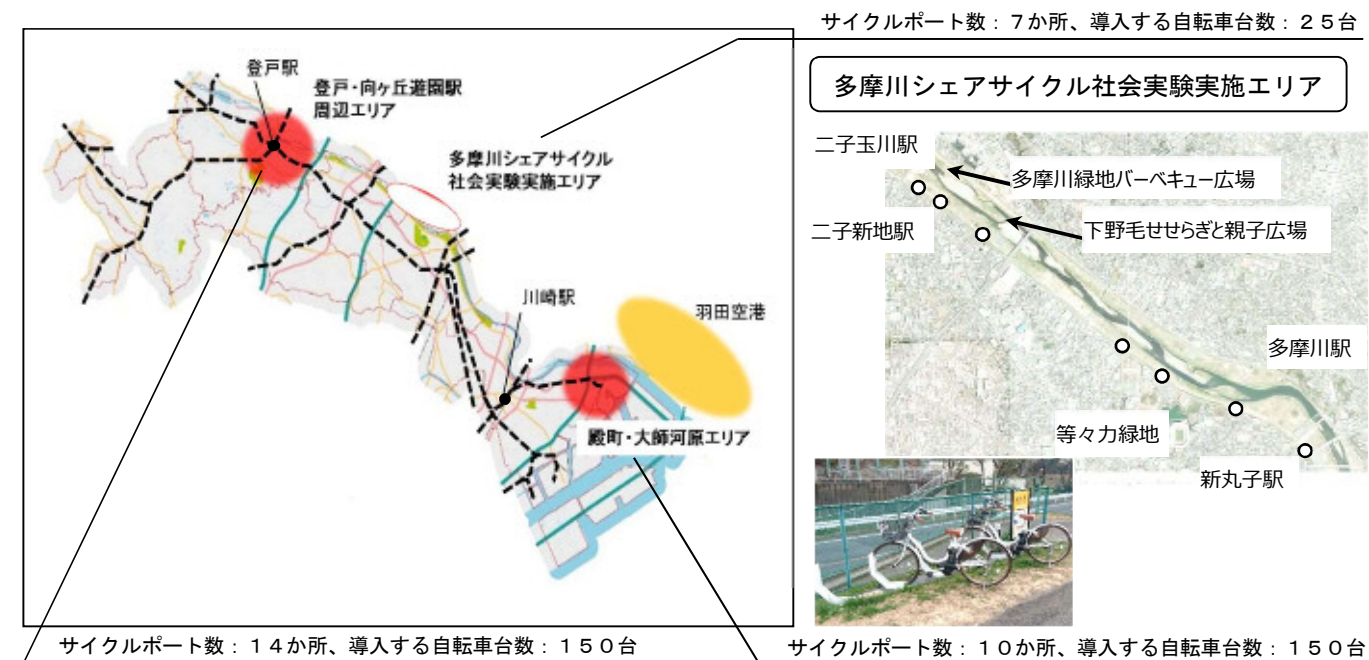 サイクルポート数：７か所、導入する自転車台数：２５台
登戸駅
登戸・向ヶ丘遊園駅
周辺エリア
多摩川シェアサイクル
社会実験実施エリア
川崎駅
羽田空港
殿町・大師河原エリア
多摩川シェアサイクル社会実験実施エリア
二子玉川駅
多摩川緑地バーベキュー広場
二子新地駅
下野毛せせらぎと親子広場
多摩川駅
等々力緑地
新丸子駅
サイクルポート数：１４か所、導入する自転車台数：１５０台
サイクルポート数：１０か所、導入する自転車台数：１５０台